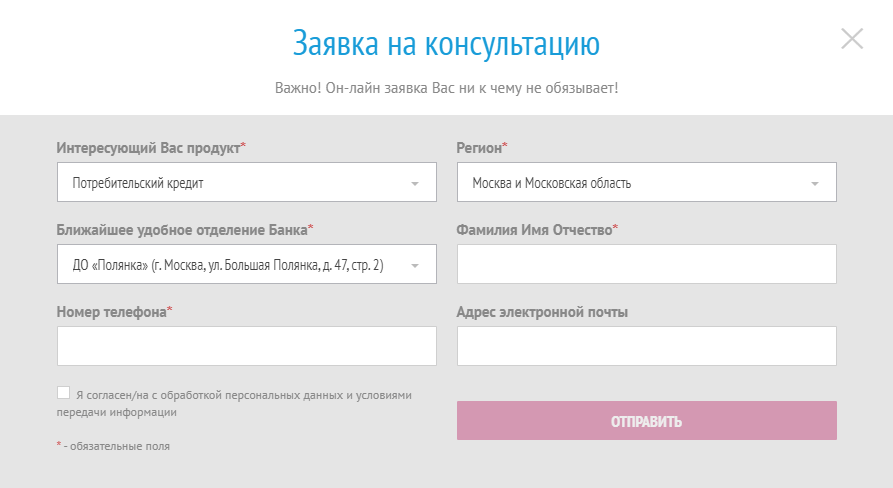 Заявка на консультацию
Важно! Он-лайн заявка Вас ни к чему не обязывает!
Интересующий Вас продукт*
Регион*
Потребительский кредит
Москва и Московская область
Ближайшее удобное отделение Банка*
Фамилия Имя Отчество*
ДО «Полянка» (г. Москва, ул. Большая Полянка, д. 47, стр. 2)
Номер телефона*
Адрес электронной почты
Я согласен/на с обработкой персональных данных и условиями
передачи информации
ОТПРАВИТЬ
* - обязательные поля